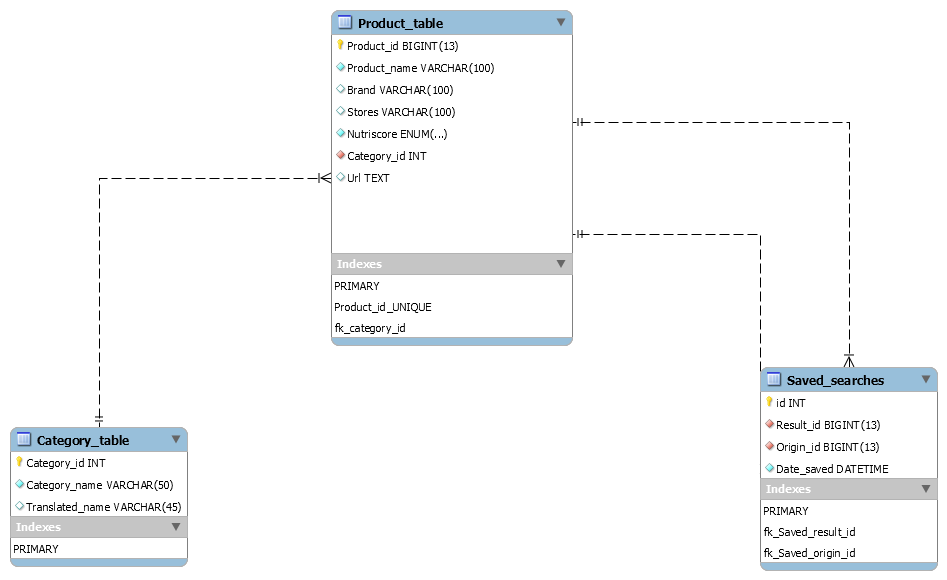 Product_table
Product_id BIGINT(13)
Product_name VARCHAR(100)
Brand VARCHAR(100)
Stores VARCHAR(100)
Nutriscore ENUM(...)
Category_id INT
Url TEXT
Indexes
PRIMARY
Product_id_UNIQUE
fk_category_id
Category_table
Category_id INT
Category_name VARCHAR(50)
Translated_name VARCHAR(45)
Indexes
PRIMARY
Saved_searches
id INT
Result_id BIGINT(13)
Origin_id BIGINT(13)
Date_saved DATETIME
Indexes
PRIMARY
fk_Saved_result_id
fk_Saved_origin_id